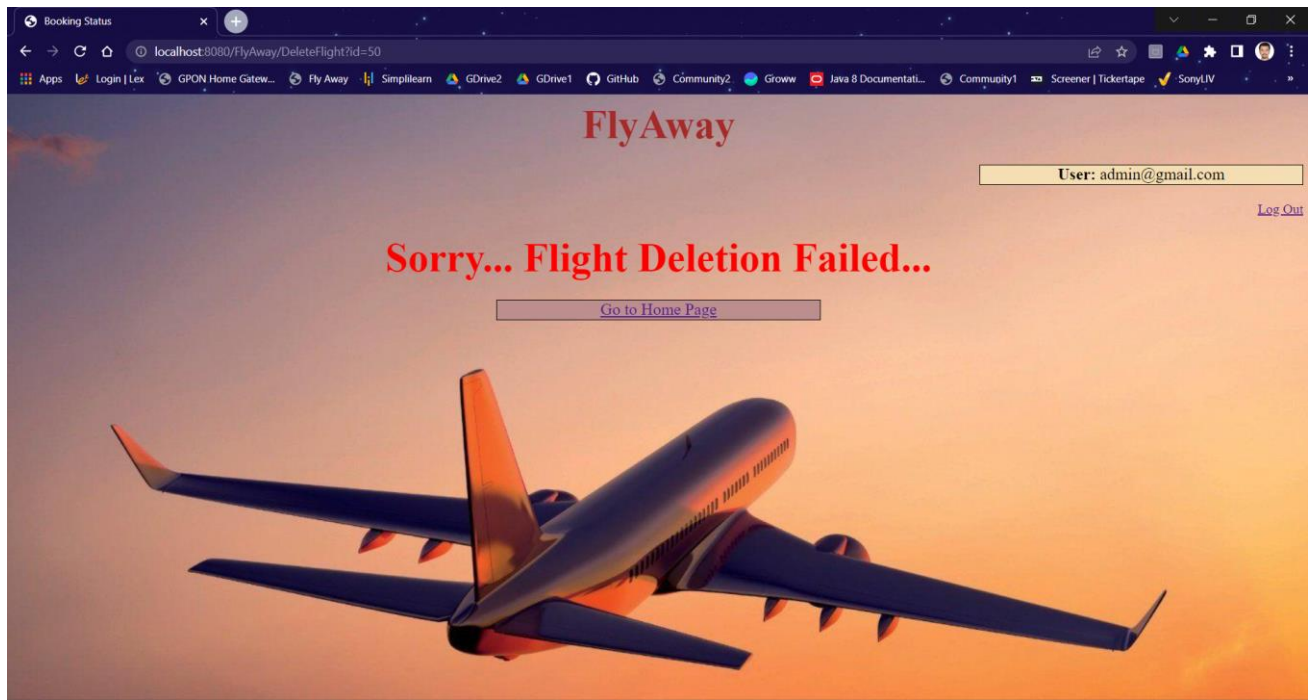 Booking Status
localhost:8080/FlyAway/DeleteFlight?id=50
Apps Login | Lex GPON Home Gatew... Fly Away Simplilearn GDrive2 GDrive1 GitHub Community2 Groww Java 8 Documentati... Commuoity1 Screener | Tickertape SonyLIV »
FlyAway
User: admin@gmail.com
Log Out
Sorry... Flight Deletion Failed...
Go to Home Page